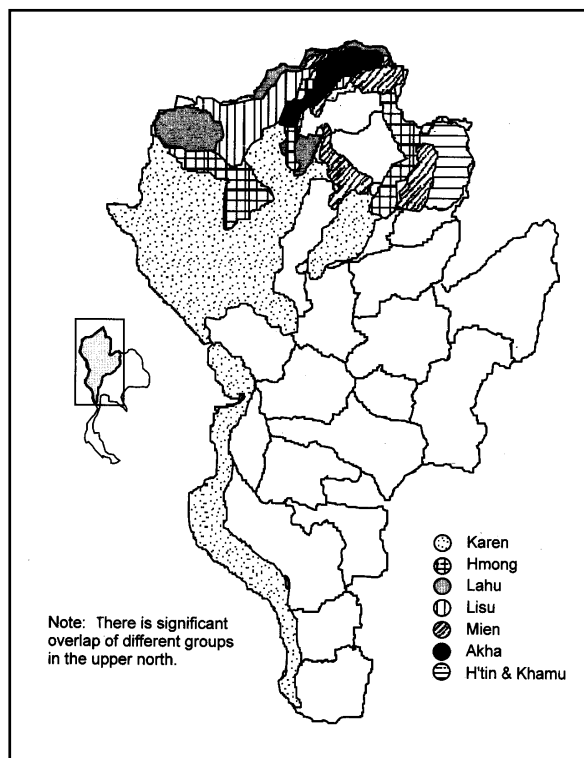 Karen
Hmong
Lahu
Lisu
Mien
Akha
H'tin & Khamu
Note: There is significant
overlap of different groups
in the upper north.